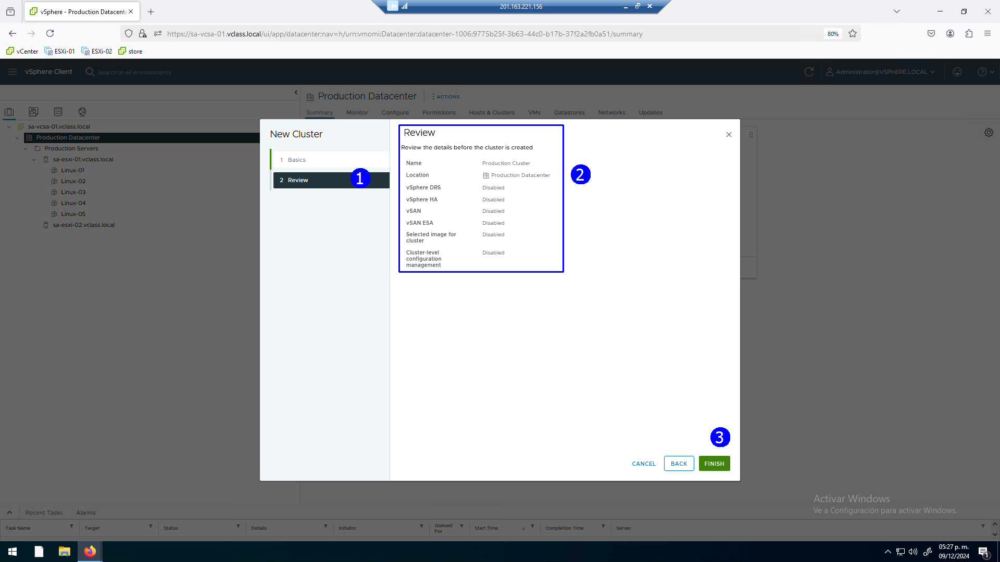 vSphere - Production Datacent
201.163.221.156
https://sa-vcsa-01.vclass.local/ui/app/datacenter;nav=h/urn:vmomi:Datacenter:datacenter-1006:9775b25f-3b63-44c0-b17b-37f2a2fb0a51/summary
80%
vCenter ESXi-01 ESXi-02 store
vSphere Client Search in all environments Administrator@VSPHERE.LOCAL
Production Datacenter ACTIONS
Summary Monitor Configure Permissions Hosts & Clusters VMs Datastores Networks Updates
sa-vcsa-01.vclass.local
Production Datacenter
Production Servers
sa-esxi-01.vclass.local
Linux-01
Linux-02
Linux-03
Linux-04
Linux-05
sa-esxi-02.vclass.local
New Cluster
1 Basics
2 Review
1
Review
Review the details before the cluster is created
Name Production Cluster
Location Production Datacenter
vSphere DRS Disabled
vSphere HA Disabled
vSAN Disabled
vSAN ESA Disabled
Selected image for Disabled
cluster
Cluster-level Disabled
configuration
management
2
3
CANCEL BACK FINISH
Activar Windows
Ve a Configuración para activar Windows.
Recent Tasks Alarms
Task Name Target Status Details Initiator Queued For Start Time Completion Time Server
05:27 p. m.
09/12/2024
1